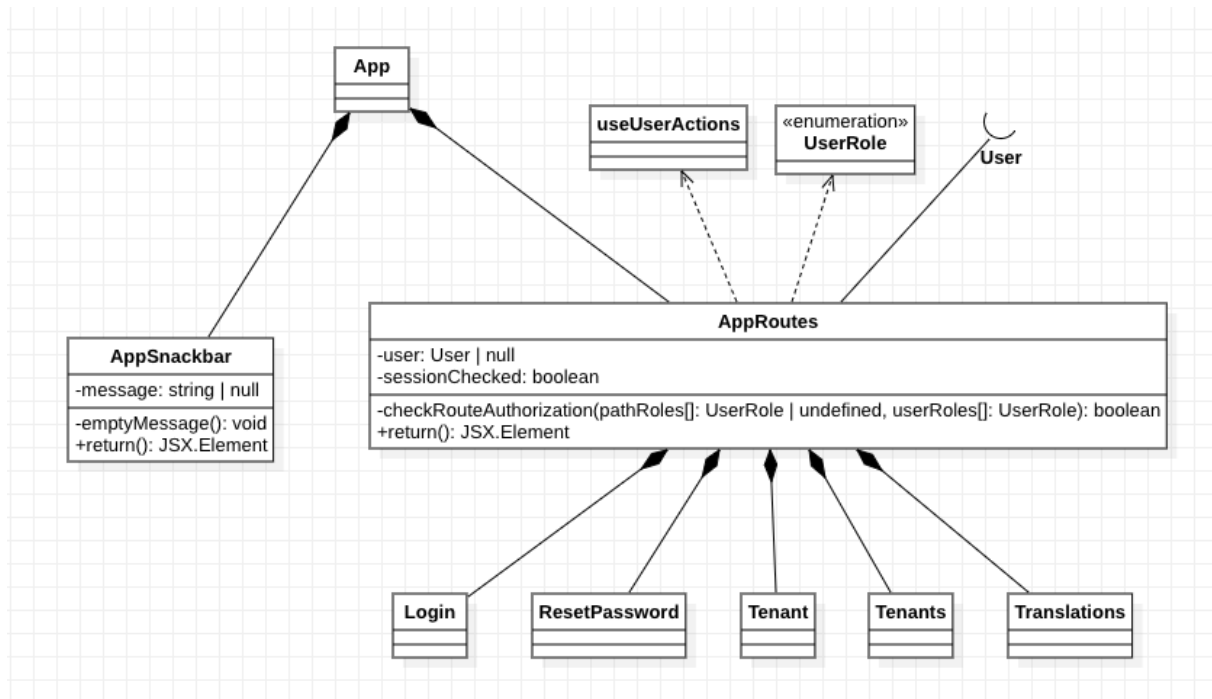 App
useUserActions
«enumeration»
UserRole
User
AppSnackbar
-message: string | null
-emptyMessage(): void
+return(): JSX.Element
AppRoutes
-user: User | null
-sessionChecked: boolean
-checkRouteAuthorization(pathRoles[]: UserRole | undefined, userRoles[]: UserRole): boolean
+return(): JSX.Element
Login
ResetPassword
Tenant
Tenants
Translations